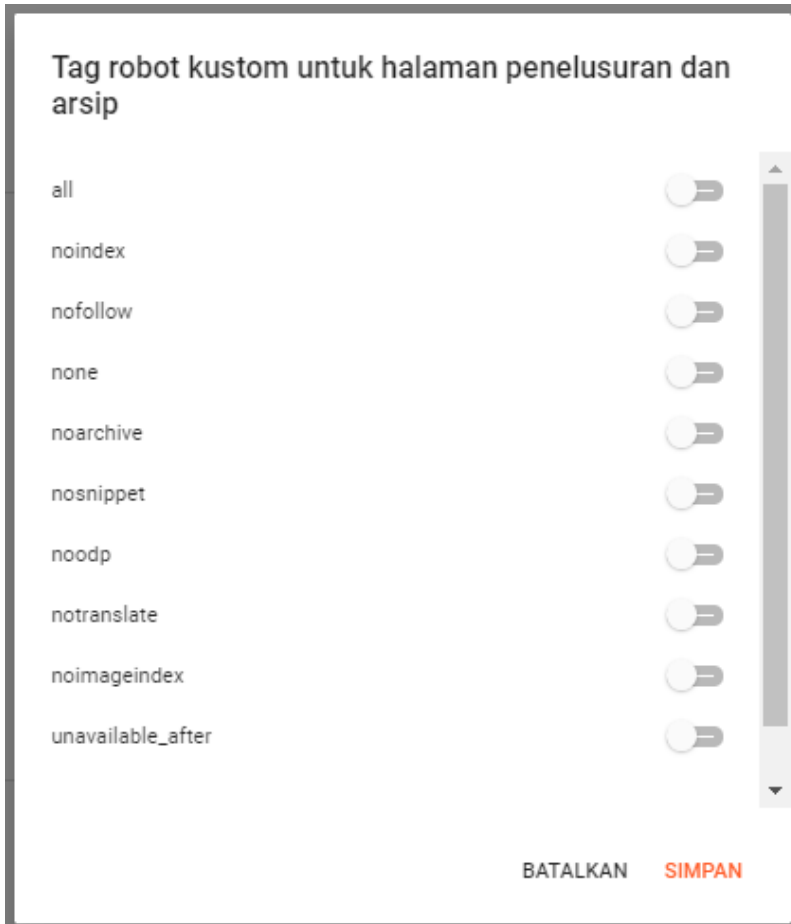 Tag robot kustom untuk halaman penelusuran dan
arsip
all
noindex
nofollow
none
noarchive
nosnippet
noodp
notranslate
noimageindex
unavailable_after
BATALKAN SIMPAN